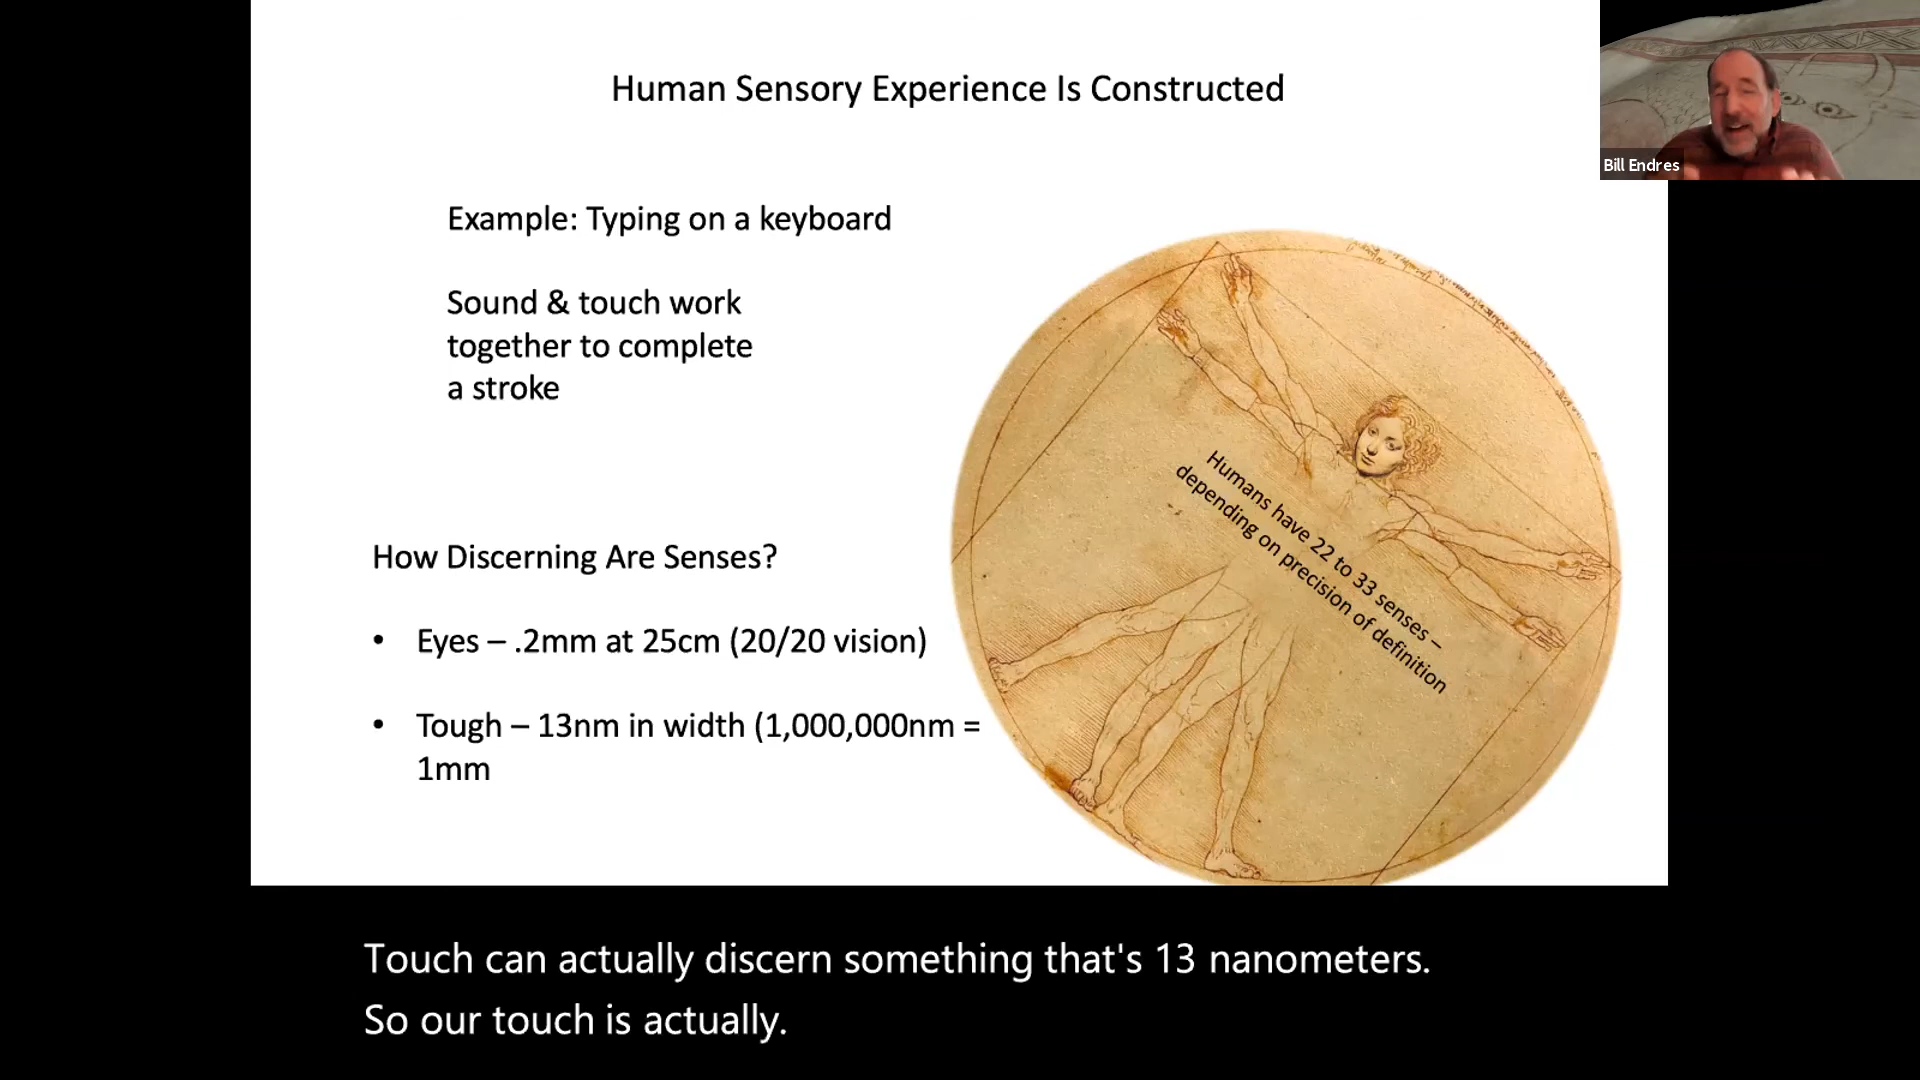 Human Sensory Experience Is Constructed
Bill Endres
Example: Typing on a keyboard
Sound & touch work
together to complete
a stroke
Humans have 22 to 33 senses –
depending on precision of definition
How Discerning Are Senses?
• Eyes – .2mm at 25cm (20/20 vision)
• Tough – 13nm in width (1,000,000nm =
1mm
Touch can actually discern something that's 13 nanometers.
So our touch is actually.